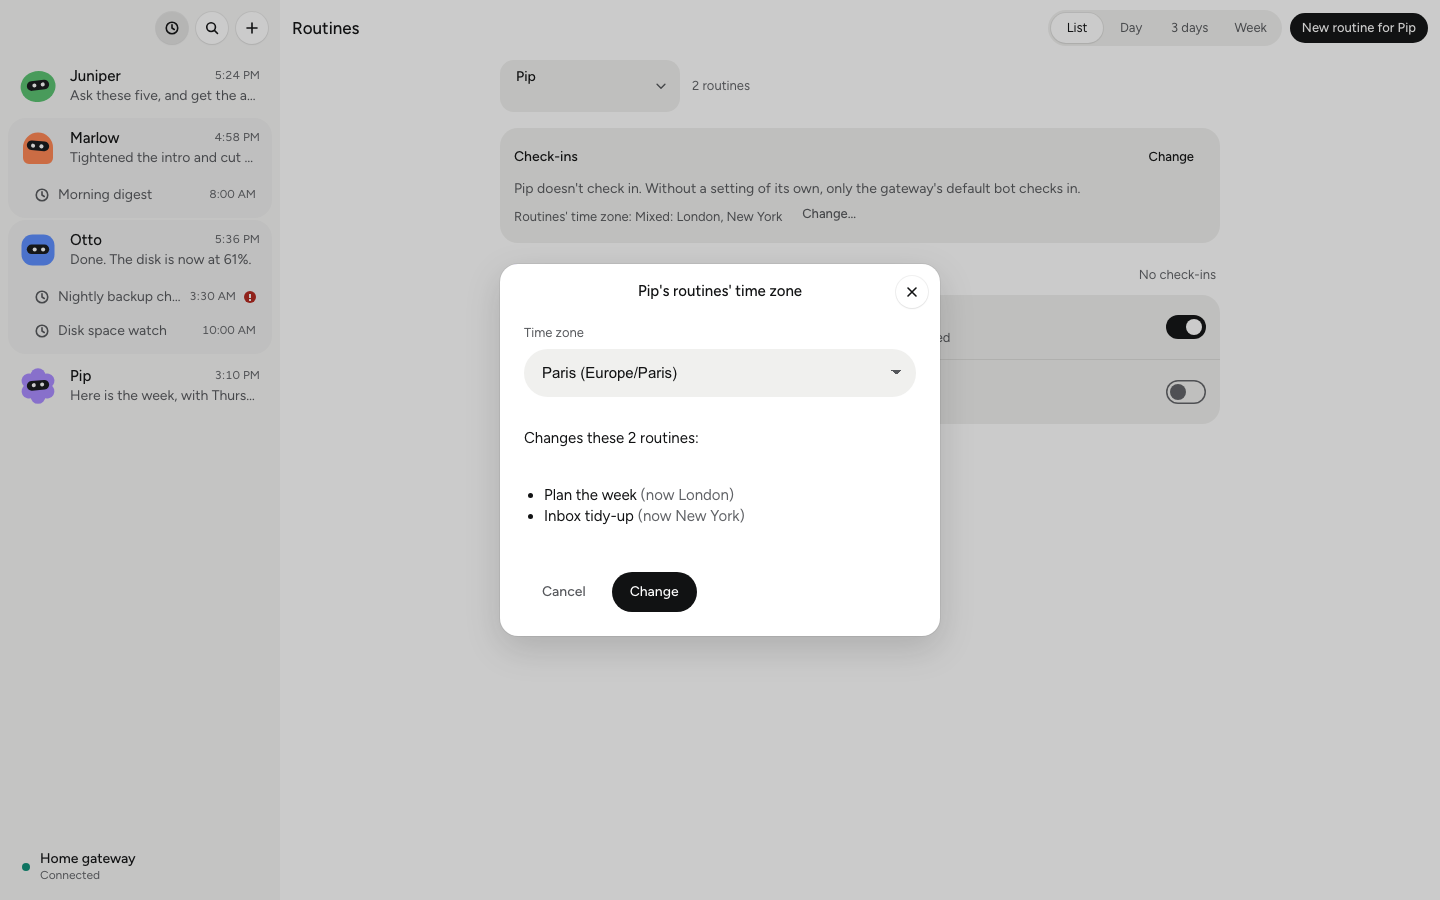 Routines
List
Day
3 days
Week
New routine for Pip
Juniper
5:24 PM
Ask these five, and get the a...
Marlow
4:58 PM
Tightened the intro and cut ...
Morning digest
8:00 AM
Otto
5:36 PM
Done. The disk is now at 61%.
Nightly backup ch...
3:30 AM
Disk space watch
10:00 AM
Pip
3:10 PM
Here is the week, with Thurs...
Home gateway
Connected
Pip
2 routines
Check-ins
Change
Pip doesn't check in. Without a setting of its own, only the gateway's default bot checks in.
Routines' time zone: Mixed: London, New York
Change...
No check-ins
Pip's routines' time zone
Time zone
Paris (Europe/Paris)
Changes these 2 routines:
• Plan the week (now London)
• Inbox tidy-up (now New York)
Cancel
Change